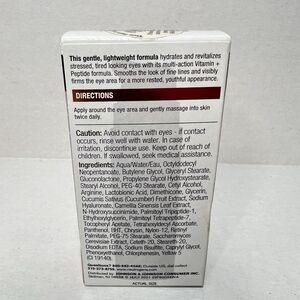 This gentle, lightweight formula hydrates and revitalizes
stressed, tired looking eyes with its multi-action Vitamin +
Peptide formula. Smooths the look of fine lines and visibly
firms the eye area for a more rested, youthful appearance.
DIRECTIONS
Apply around the eye area and gently massage into skin
twice daily.
Caution: Avoid contact with eyes - if contact
occurs, rinse well with water. In case of
irritation, discontinue use. Keep out of reach of
children. If swallowed, seek medical assistance.
Ingredients: Aqua/Water/Eau, Octyldodecyl
Neopentanoate, Butylene Glycol, Glyceryl Stearate,
Gluconolactone, Propylene Glycol Hydroxystearate,
Stearyl Alcohol, PEG-40 Stearate, Cetyl Alcohol,
Arginine, Lactobionic Acid, Dimethicone, Glycerin,
Cucumis Sativus (Cucumber) Fruit Extract, Sodium
Hyaluronate, Camellia Sinensis Leaf Extract,
N-Hydroxysuccinimide, Palmitoyl Tripeptide-1,
Ethylhexylglycerin, Palmitoyl Tetrapeptide-7,
Tocopheryl Acetate, Tetrahexyldecyl Ascorbate,
Panthenol, BHT, Chrysin, Nylon-12, Retinyl
Palmitate, PEG-75 Stearate, Saccharomyces
Cerevisiae Extract, Ceteth-20, Steareth-20,
Disodium EDTA, Sodium Sulfite, Caprylyl Glycol,
Phenoxyethanol, Chlorphenesin, Yellow 5
(CI 19140).
JOHNSON & JOHNSON CONSUMER INC.
ACTUAL SIZE